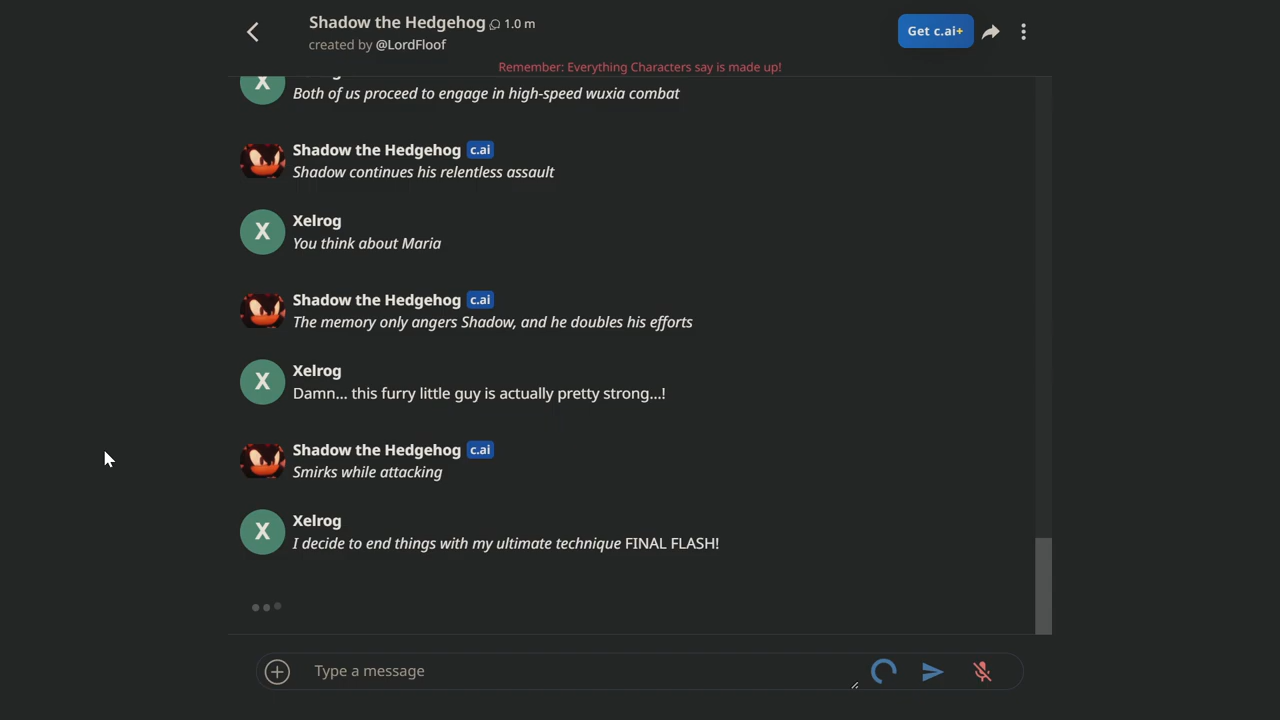 Shadow the Hedgehog 1.0 m
created by @LordFloof
Get c.ai+
Remember: Everything Characters say is made up!
X
Both of us proceed to engage in high-speed wuxia combat
Shadow the Hedgehog c.ai
Shadow continues his relentless assault
X Xelrog
You think about Maria
Shadow the Hedgehog c.ai
The memory only angers Shadow, and he doubles his efforts
X Xelrog
Damn... this furry little guy is actually pretty strong...!
Shadow the Hedgehog c.ai
Smirks while attacking
X Xelrog
I decide to end things with my ultimate technique FINAL FLASH!
Type a message